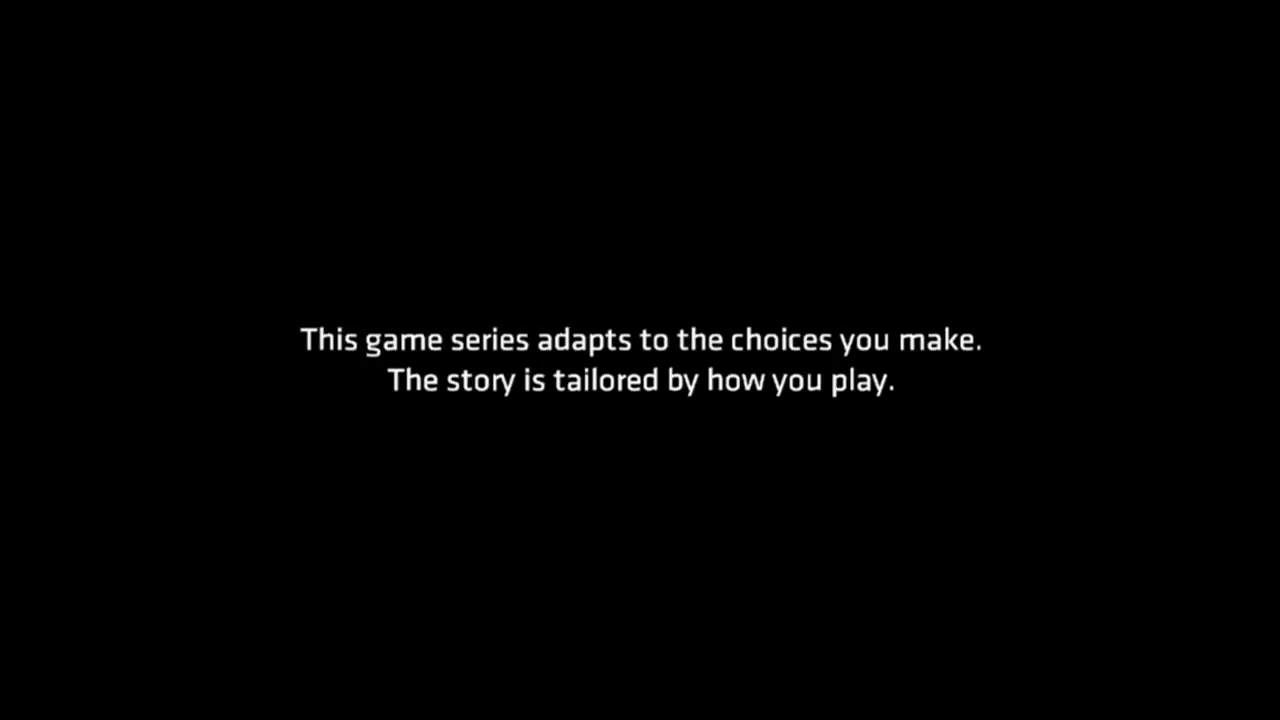 This game series adapts to the choices you make.
The story is tailored by how you play.